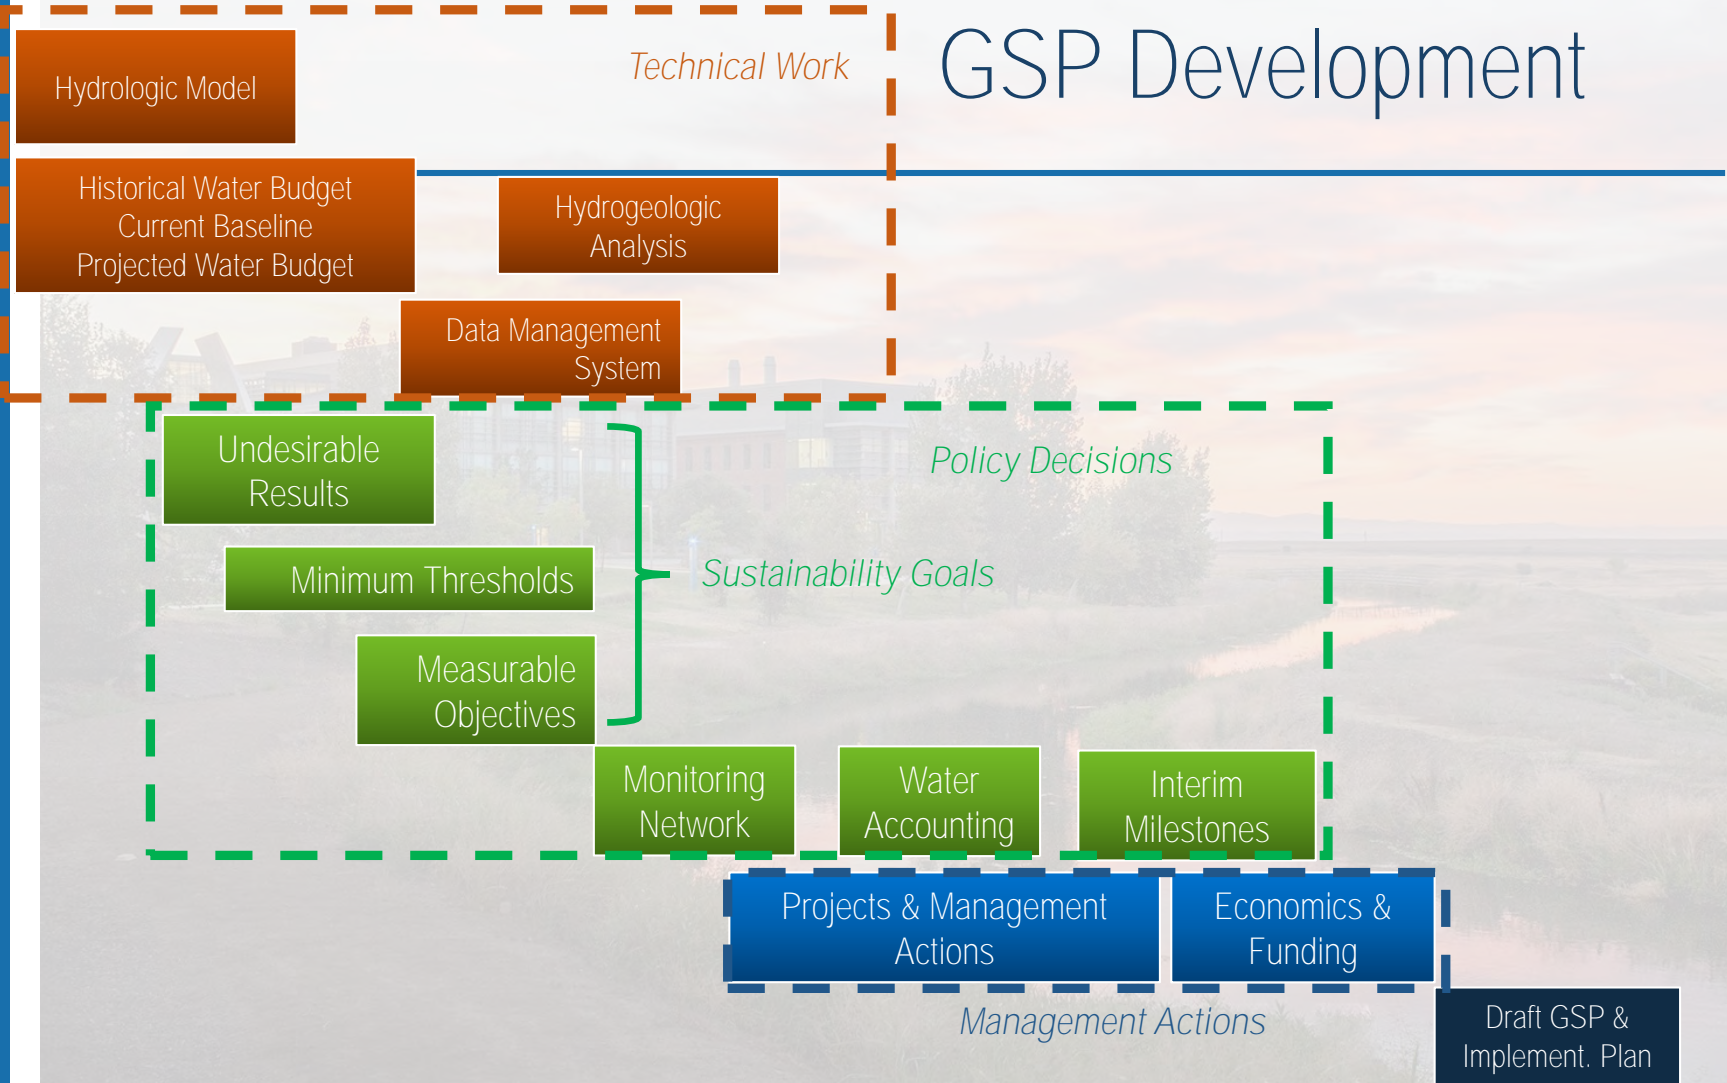 GSP Development
Technical Work
Hydrologic Model
Historical Water Budget
Current Baseline
Projected Water Budget
Hydrogeologic
Analysis
Data Management
System
Undesirable
Results
Policy Decisions
Minimum Thresholds
Sustainability Goals
Measurable
Objectives
Monitoring
Network
Water
Accounting
Interim
Milestones
Projects & Management
Actions
Economics &
Funding
Management Actions
Draft GSP &
Implement. Plan